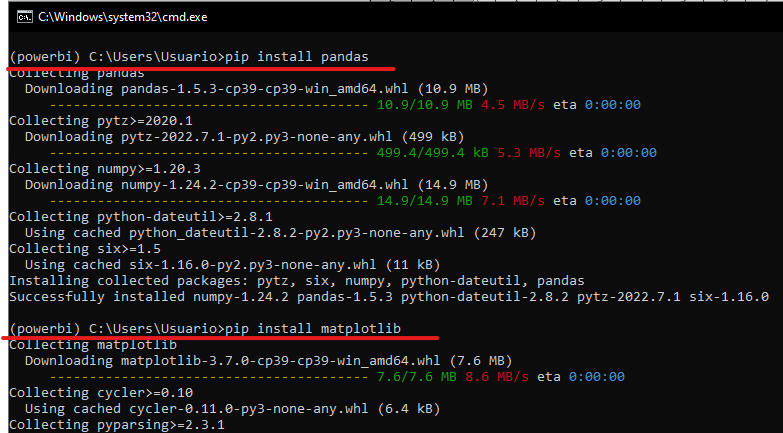 C:\Windows\system32\cmd.exe
(powerbi) C:\Users\Usuario>pip install pandas
Collecting pandas
Downloading pandas-1.5.3-cp39-cp39-win_amd64.whl (10.9 MB)
---------------------------------------- 10.9/10.9 MB 4.5 MB/s eta 0:00:00
Collecting pytz>=2020.1
Downloading pytz-2022.7.1-py2.py3-none-any.whl (499 kB)
---------------------------------------- 499.4/499.4 kB 5.3 MB/s eta 0:00:00
Collecting numpy>=1.20.3
Downloading numpy-1.24.2-cp39-cp39-win_amd64.whl (14.9 MB)
---------------------------------------- 14.9/14.9 MB 7.1 MB/s eta 0:00:00
Collecting python-dateutil>=2.8.1
Using cached python_dateutil-2.8.2-py2.py3-none-any.whl (247 kB)
Collecting six>=1.5
Using cached six-1.16.0-py2.py3-none-any.whl (11 kB)
Installing collected packages: pytz, six, numpy, python-dateutil, pandas
Successfully installed numpy-1.24.2 pandas-1.5.3 python-dateutil-2.8.2 pytz-2022.7.1 six-1.16.0
(powerbi) C:\Users\Usuario>pip install matplotlib
Collecting matplotlib
Downloading matplotlib-3.7.0-cp39-cp39-win_amd64.whl (7.6 MB)
---------------------------------------- 7.6/7.6 MB 8.6 MB/s eta 0:00:00
Collecting cycler>=0.10
Using cached cycler-0.11.0-py3-none-any.whl (6.4 kB)
Collecting pyparsing>=2.3.1